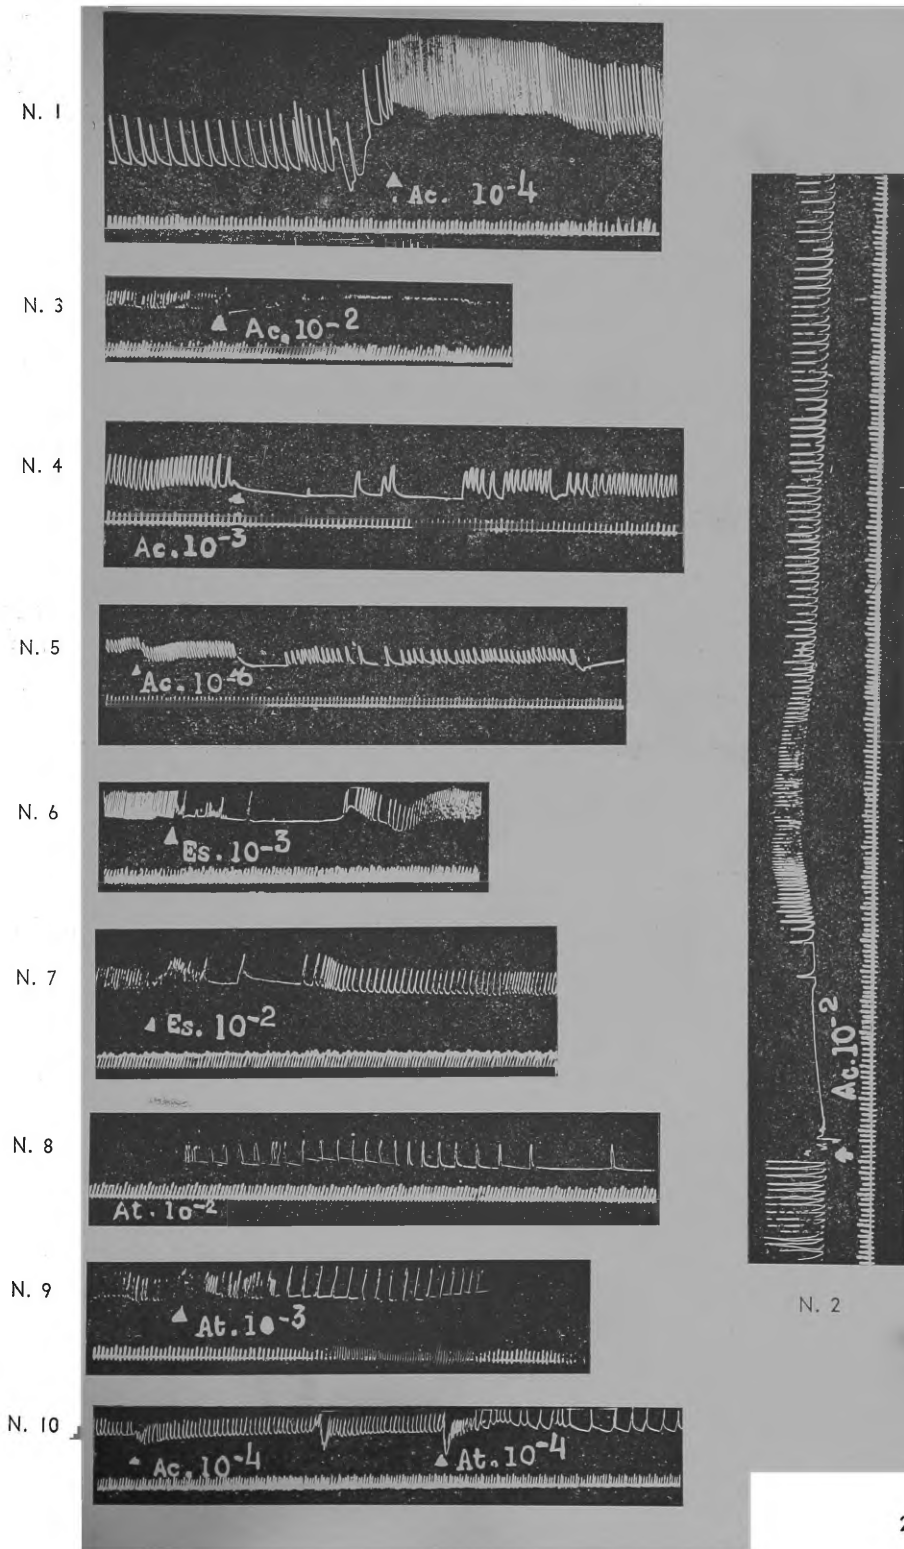 N. 1
Ac. 10-4
N. 3
Ac. 10-2
N. 4
Ac. 10-3
N. 5
Ac. 10-6
N. 6
Es. 10-3
N. 7
Es. 10-2
N. 8
At. 10-2
N. 9
At. 10-3
N. 10
Ac. 10-4
At. 10-4
Ac. 10-2
N. 2
2